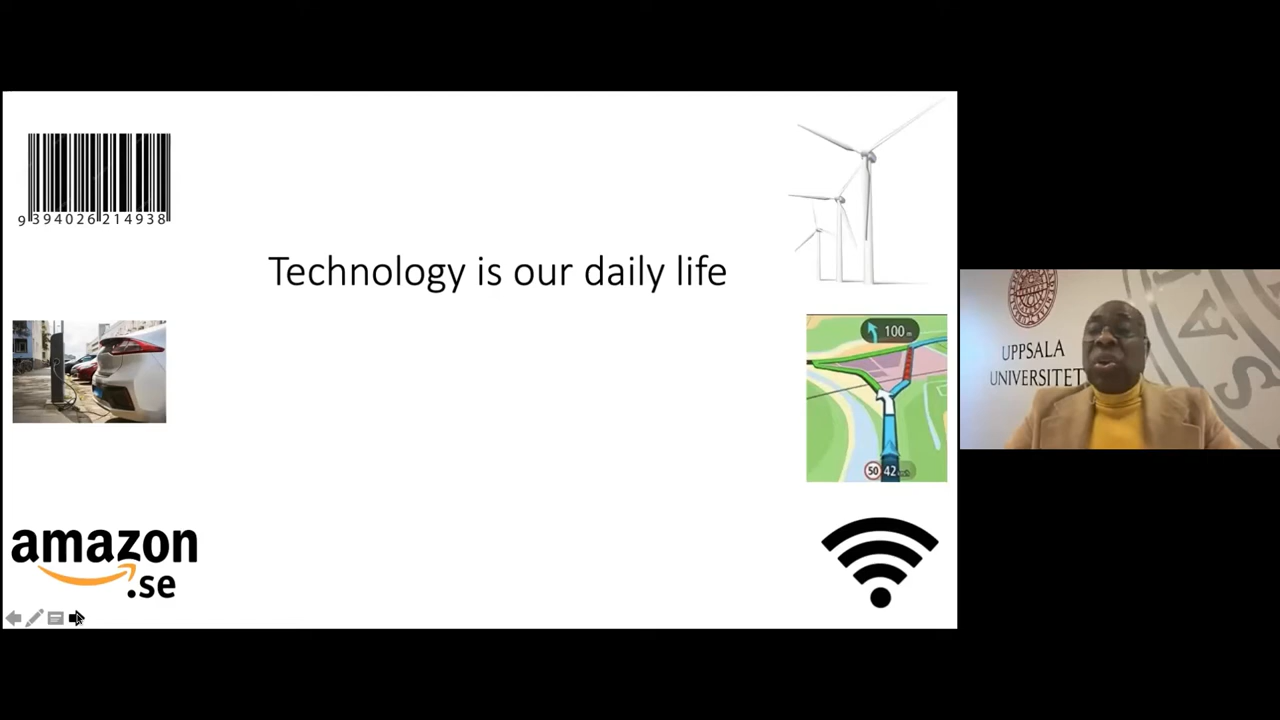 9 394026 214938
Technology is our daily life
100 m
50
42
amazon
.se
UPPSALA
UNIVERSITET